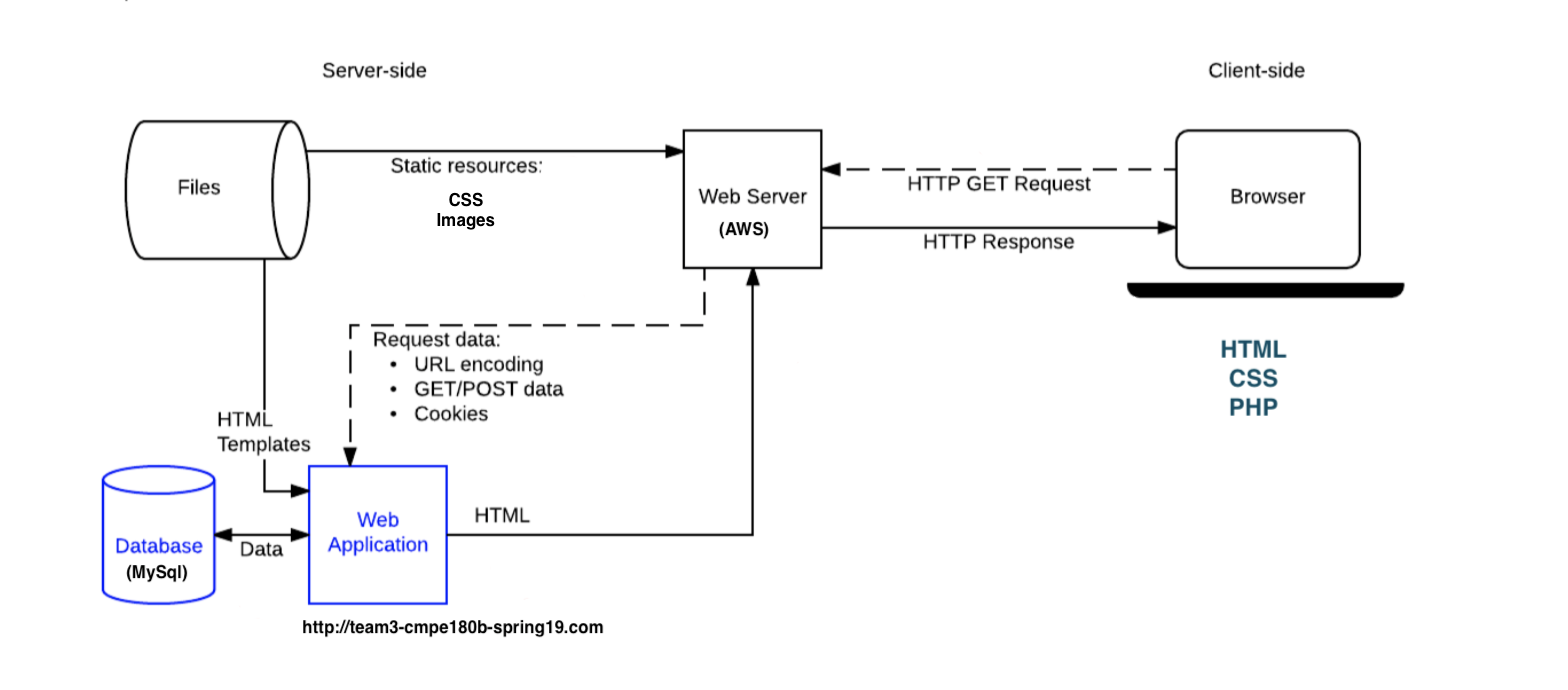 Server-side
Client-side
Files
Static resources:
CSS
Images
Web Server
(AWS)
HTTP GET Request
HTTP Response
Browser
HTML
CSS
PHP
Request data:
• URL encoding
• GET/POST data
• Cookies
HTML
Templates
Database
(MySql)
Data
Web
Application
HTML
http://team3-cmpe180b-spring19.com